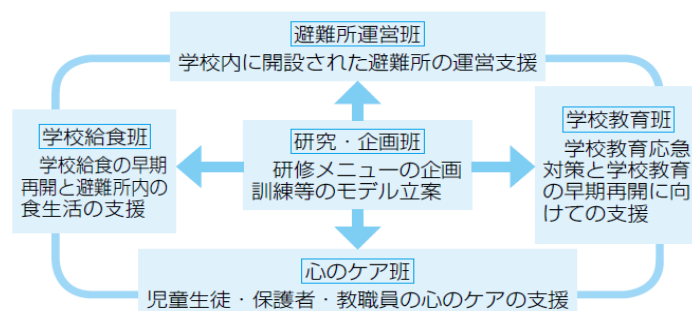 避難所運営班
学校内に開設された避難所の運営支援
学校給食班
学校給食の早期
再開と避難所内の
食生活の支援
研究・企画班
研修メニューの企画
訓練等のモデル立案
学校教育班
学校教育応急
対策と学校教育
の早期再開に向
けての支援
心のケア班
児童生徒・保護者・教職員の心のケアの支援